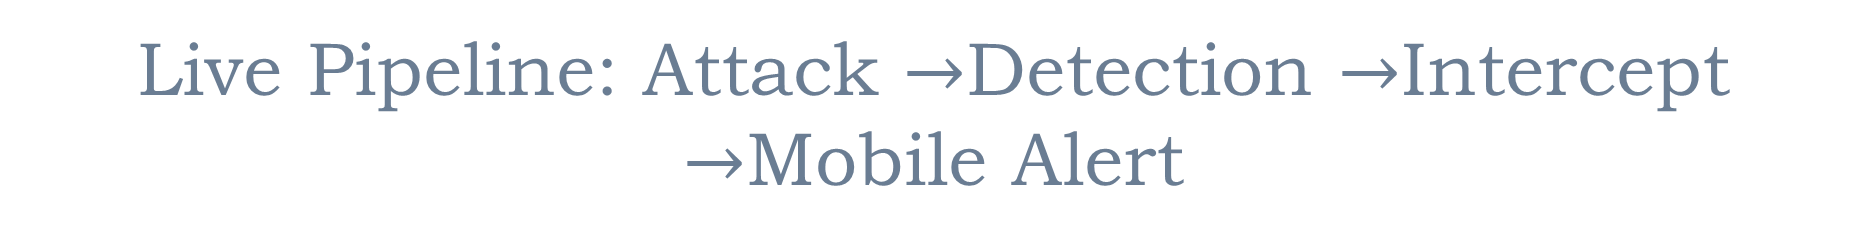 Live Pipeline: Attack →Detection →Intercept
→Mobile Alert